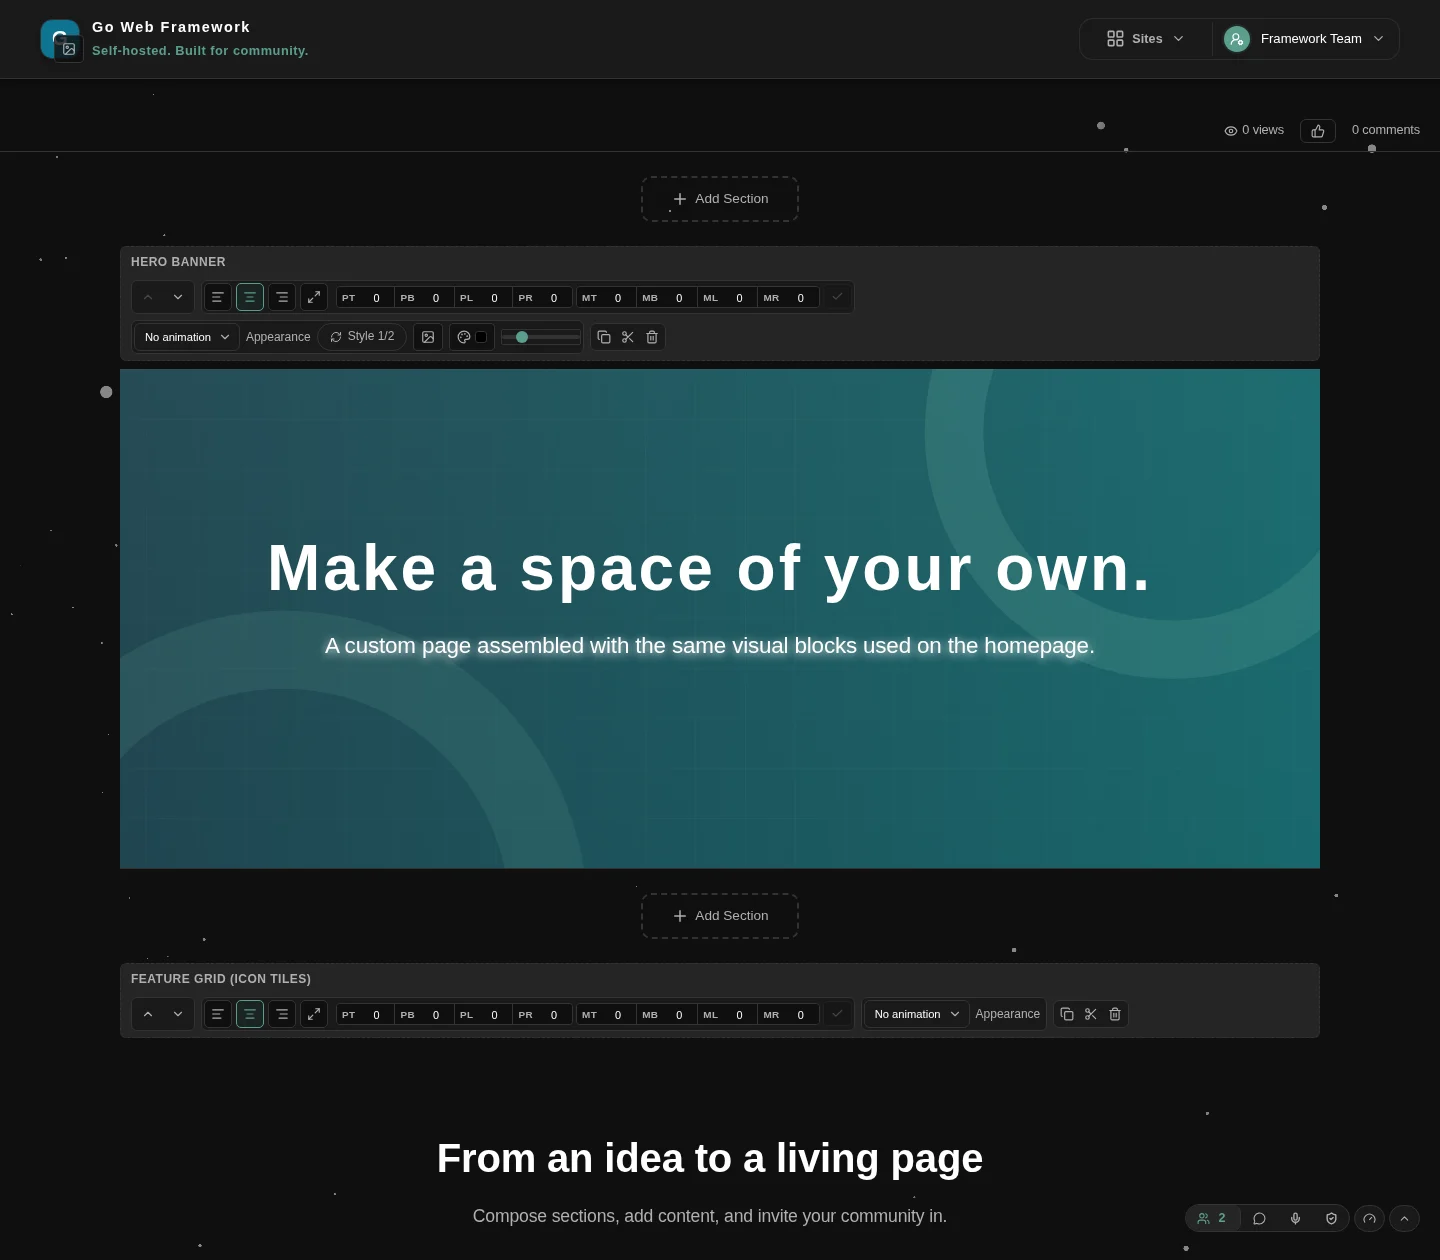 Go Web Framework
Self-hosted. Built for community.
Sites
Framework Team
0 views
0 comments
Add Section
HERO BANNER
PT 0 PB 0 PL 0 PR 0 MT 0 MB 0 ML 0 MR 0
No animation Appearance Style 1/2
Make a space of your own.
A custom page assembled with the same visual blocks used on the homepage.
Add Section
FEATURE GRID (ICON TILES)
PT 0 PB 0 PL 0 PR 0 MT 0 MB 0 ML 0 MR 0 No animation Appearance
From an idea to a living page
Compose sections, add content, and invite your community in.
2